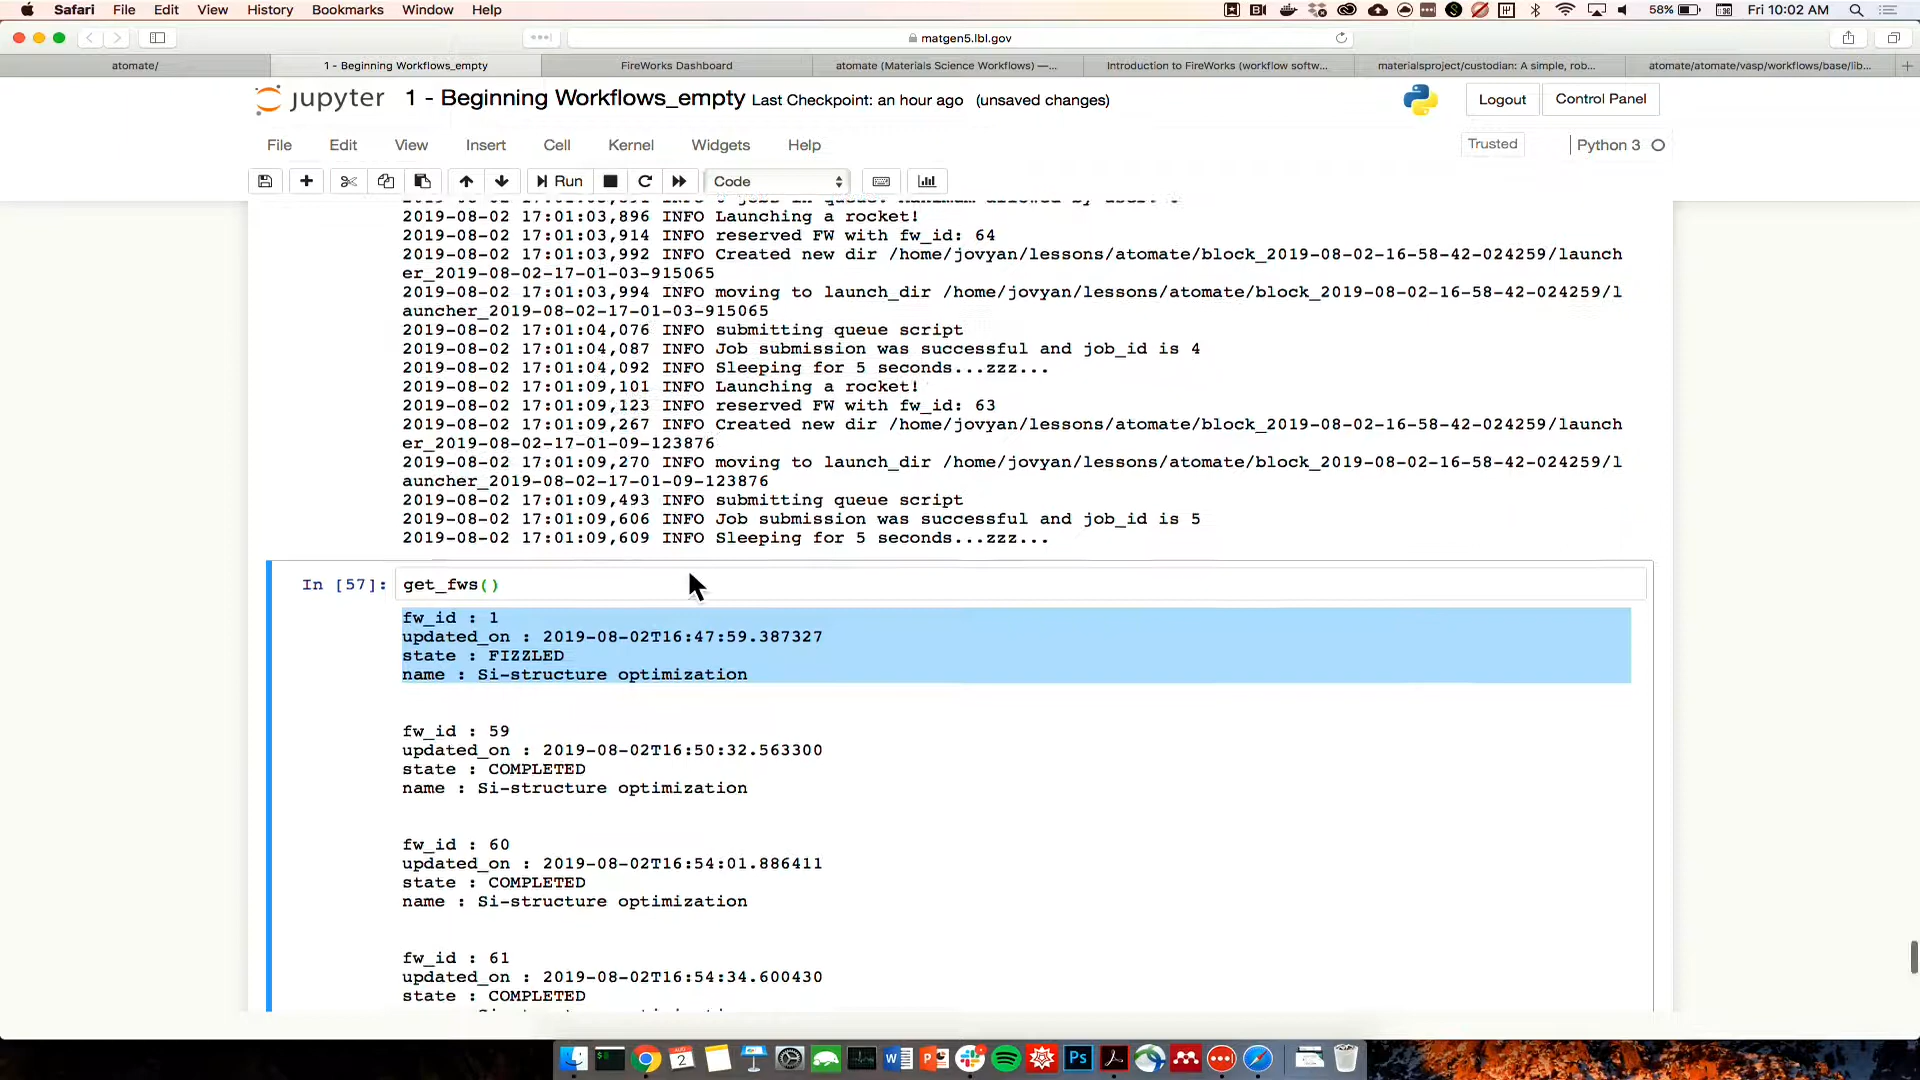 Safari File Edit View History Bookmarks Window Help
58% Fri 10:02 AM
matgen5.lbl.gov
atomate/
1 - Beginning Workflows_empty
FireWorks Dashboard
atomate (Materials Science Workflows) —...
Introduction to FireWorks (workflow softw...
materialsproject/custodian: A simple, rob...
atomate/atomate/vasp/workflows/base/lib...
jupyter 1 - Beginning Workflows_empty Last Checkpoint: an hour ago (unsaved changes)
Logout
Control Panel
File Edit View Insert Cell Kernel Widgets Help
Trusted
Python 3
Run
Code
2019-08-02 17:01:03,896 INFO Launching a rocket!
2019-08-02 17:01:03,914 INFO reserved FW with fw_id: 64
2019-08-02 17:01:03,992 INFO Created new dir /home/jovyan/lessons/atomate/block_2019-08-02-16-58-42-024259/launch
er_2019-08-02-17-01-03-915065
2019-08-02 17:01:03,994 INFO moving to launch_dir /home/jovyan/lessons/atomate/block_2019-08-02-16-58-42-024259/l
auncher_2019-08-02-17-01-03-915065
2019-08-02 17:01:04,076 INFO submitting queue script
2019-08-02 17:01:04,087 INFO Job submission was successful and job_id is 4
2019-08-02 17:01:04,092 INFO Sleeping for 5 seconds...zzz...
2019-08-02 17:01:09,101 INFO Launching a rocket!
2019-08-02 17:01:09,123 INFO reserved FW with fw_id: 63
2019-08-02 17:01:09,267 INFO Created new dir /home/jovyan/lessons/atomate/block_2019-08-02-16-58-42-024259/launch
er_2019-08-02-17-01-09-123876
2019-08-02 17:01:09,270 INFO moving to launch_dir /home/jovyan/lessons/atomate/block_2019-08-02-16-58-42-024259/l
auncher_2019-08-02-17-01-09-123876
2019-08-02 17:01:09,493 INFO submitting queue script
2019-08-02 17:01:09,606 INFO Job submission was successful and job_id is 5
2019-08-02 17:01:09,609 INFO Sleeping for 5 seconds...zzz...
In [57]: get_fws()
fw_id : 1
updated_on : 2019-08-02T16:47:59.387327
state : FIZZLED
name : Si-structure optimization
fw_id : 59
updated_on : 2019-08-02T16:50:32.563300
state : COMPLETED
name : Si-structure optimization
fw_id : 60
updated_on : 2019-08-02T16:54:01.886411
state : COMPLETED
name : Si-structure optimization
fw_id : 61
updated_on : 2019-08-02T16:54:34.600430
state : COMPLETED